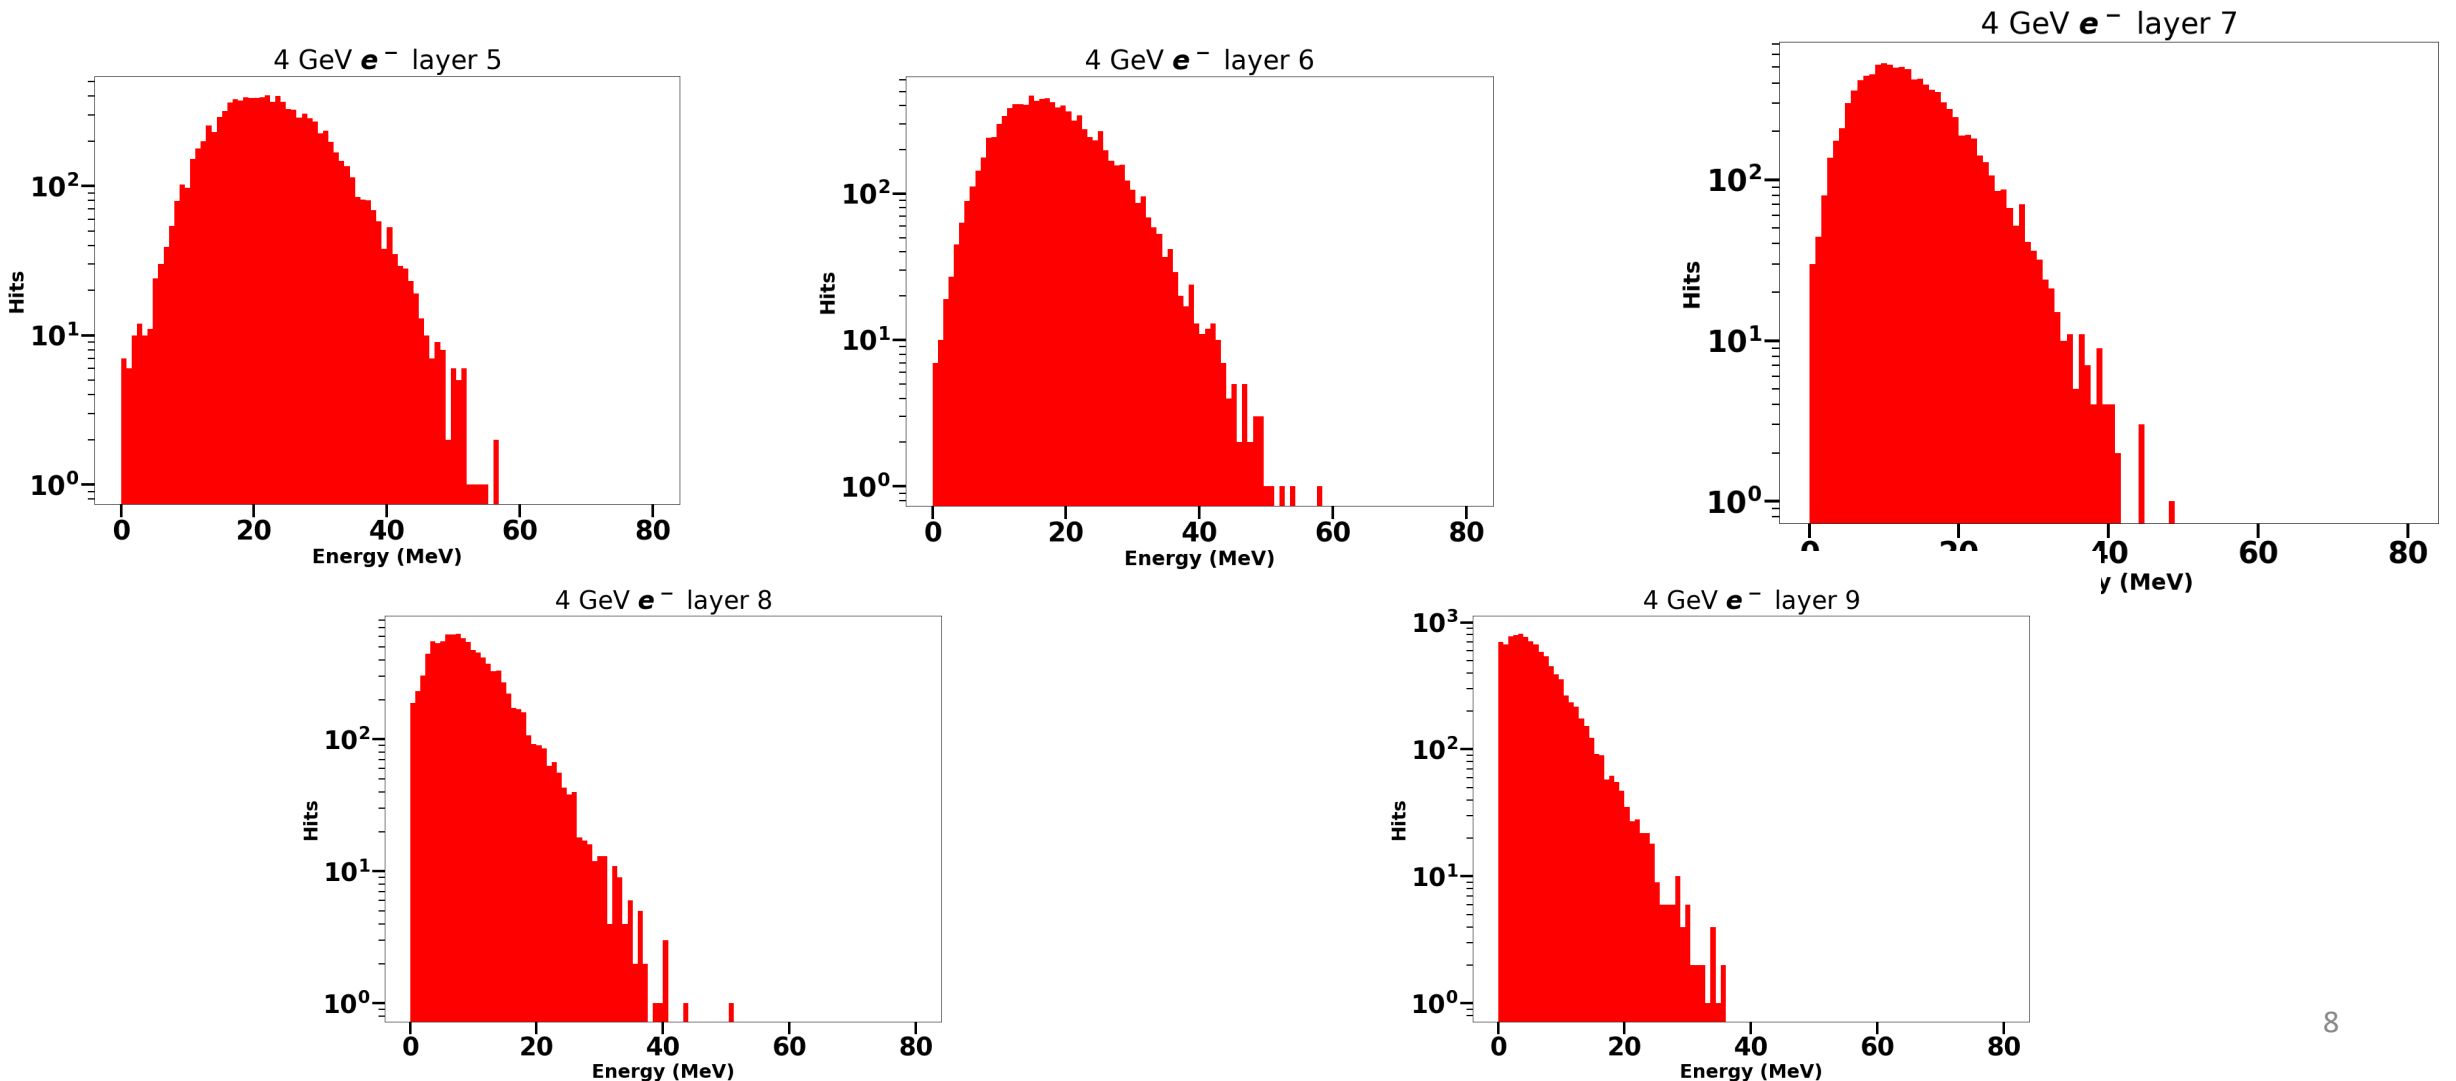 4 GeV e⁻ layer 5
Hits
10²
10¹
10⁰
0 20 40 60 80
Energy (MeV)
4 GeV e⁻ layer 6
Hits
10²
10¹
10⁰
0 20 40 60 80
Energy (MeV)
4 GeV e⁻ layer 7
Hits
10²
10¹
10⁰
0 20 40 60 80
y (MeV)
4 GeV e⁻ layer 8
Hits
10²
10¹
10⁰
0 20 40 60 80
Energy (MeV)
4 GeV e⁻ layer 9
Hits
10³
10²
10¹
10⁰
0 20 40 60 80
Energy (MeV)
8